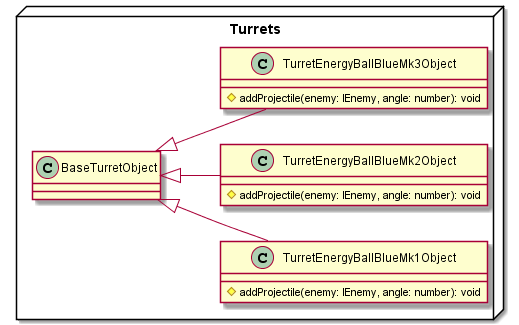 Turrets
C TurretEnergyBallBlueMk3Object
addProjectile(enemy: IEnemy, angle: number): void
C BaseTurretObject
C TurretEnergyBallBlueMk2Object
addProjectile(enemy: IEnemy, angle: number): void
C TurretEnergyBallBlueMk1Object
addProjectile(enemy: IEnemy, angle: number): void